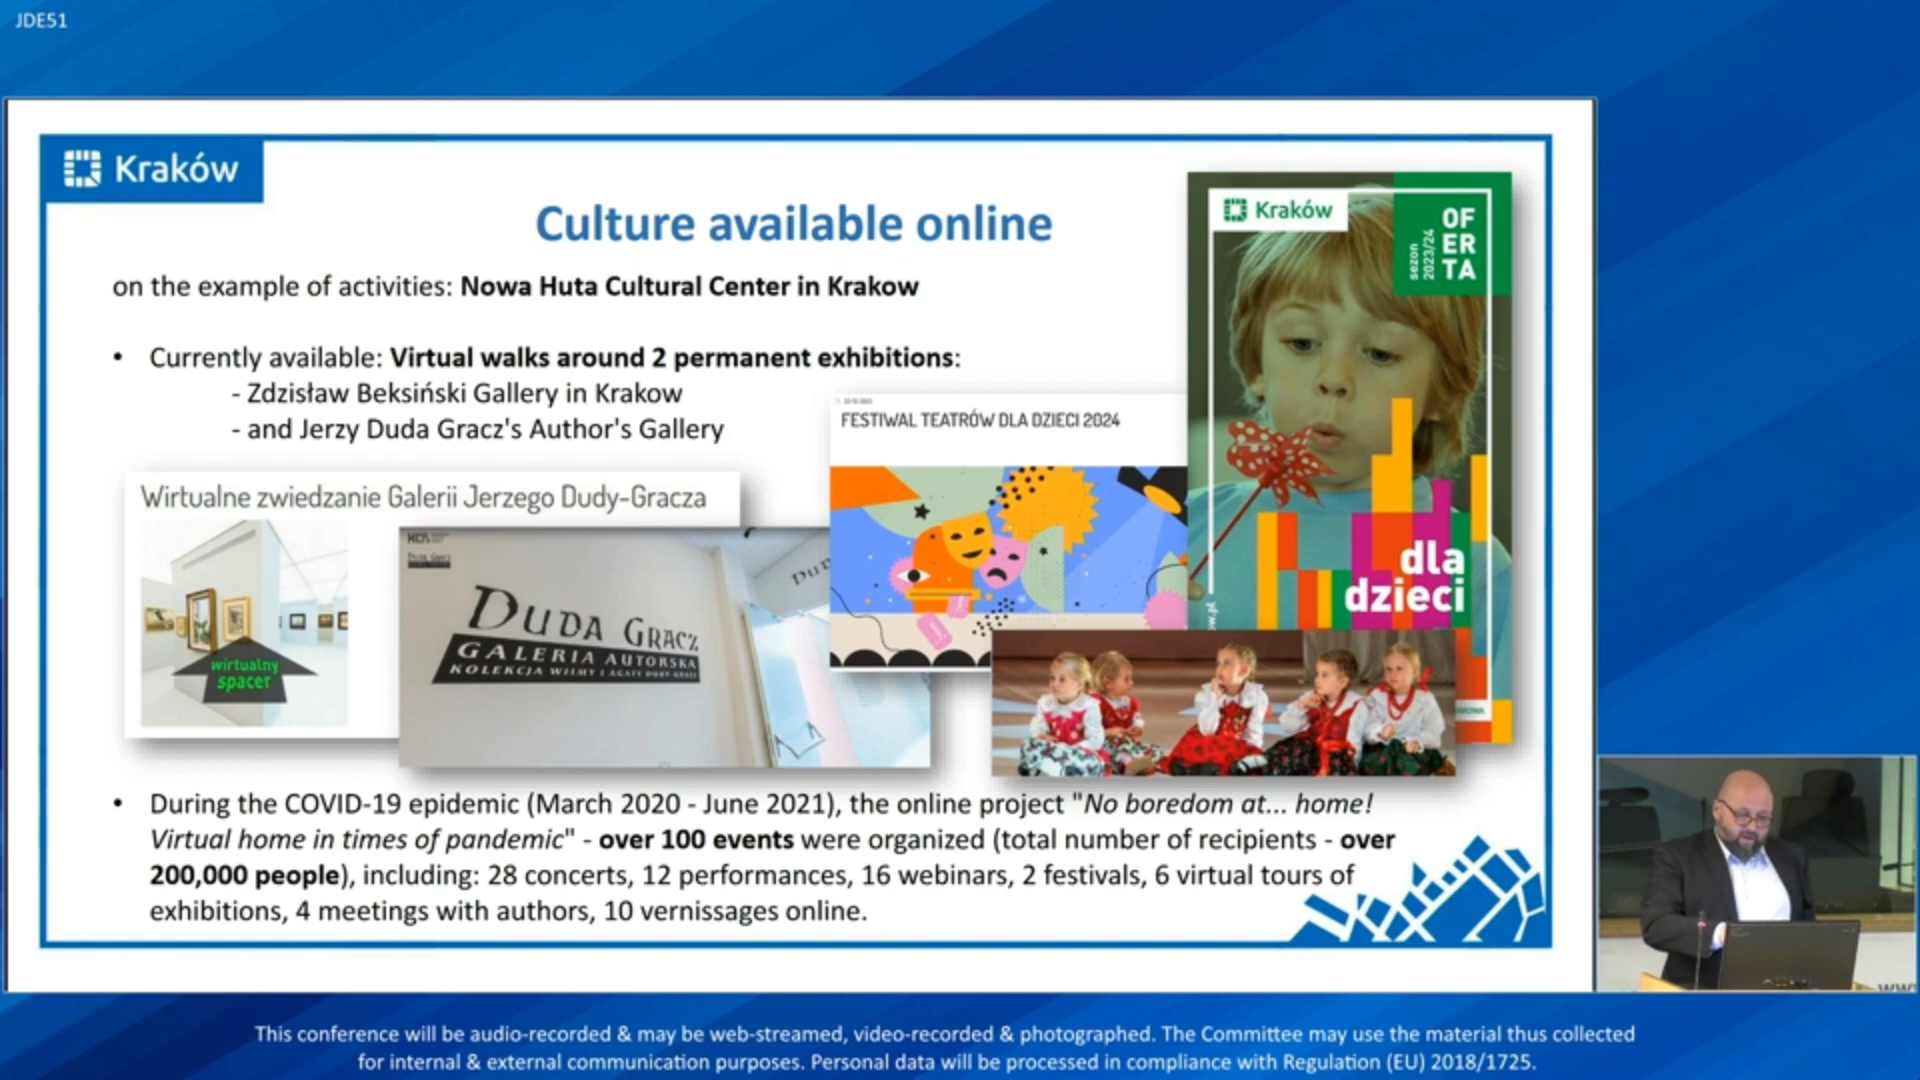 JDE51
Kraków
Culture available online
on the example of activities: Nowa Huta Cultural Center in Krakow
• Currently available: Virtual walks around 2 permanent exhibitions:
- Zdzisław Beksiński Gallery in Krakow
- and Jerzy Duda Gracz's Author's Gallery
Wirtualne zwiedzanie Galerii Jerzego Dudy-Gracza
wirtualny
spacer
DUDA GRACZ
GALERIA AUTORSKA
KOLEKCJA WILMY I AGATY DUDY-GRACZ
FESTIWAL TEATRÓW DLA DZIECI 2024
Kraków
sezon
2023/24
OF
ER
TA
dla
dzieci
• During the COVID-19 epidemic (March 2020 - June 2021), the online project "No boredom at... home!
Virtual home in times of pandemic" - over 100 events were organized (total number of recipients - over
200,000 people), including: 28 concerts, 12 performances, 16 webinars, 2 festivals, 6 virtual tours of
exhibitions, 4 meetings with authors, 10 vernissages online.
This conference will be audio-recorded & may be web-streamed, video-recorded & photographed. The Committee may use the material thus collected
for internal & external communication purposes. Personal data will be processed in compliance with Regulation (EU) 2018/1725.